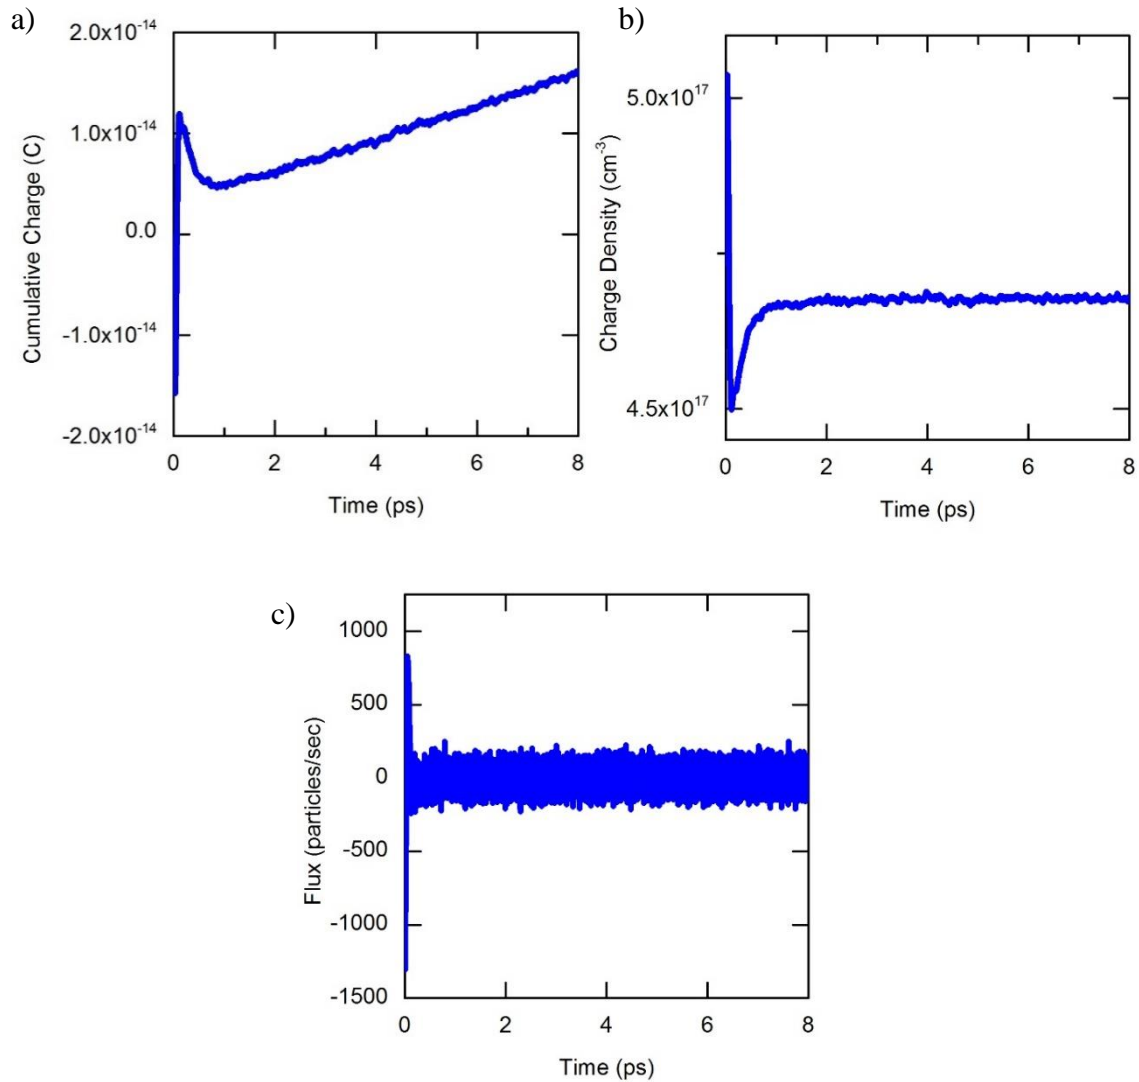 a)
2.0x10⁻¹⁴
1.0x10⁻¹⁴
0.0
-1.0x10⁻¹⁴
-2.0x10⁻¹⁴
Cumulative Charge (C)
0 2 4 6 8
Time (ps)
b)
5.0x10¹⁷
4.5x10¹⁷
Charge Density (cm⁻³)
0 2 4 6 8
Time (ps)
c)
1000
500
0
-500
-1000
-1500
Flux (particles/sec)
0 2 4 6 8
Time (ps)